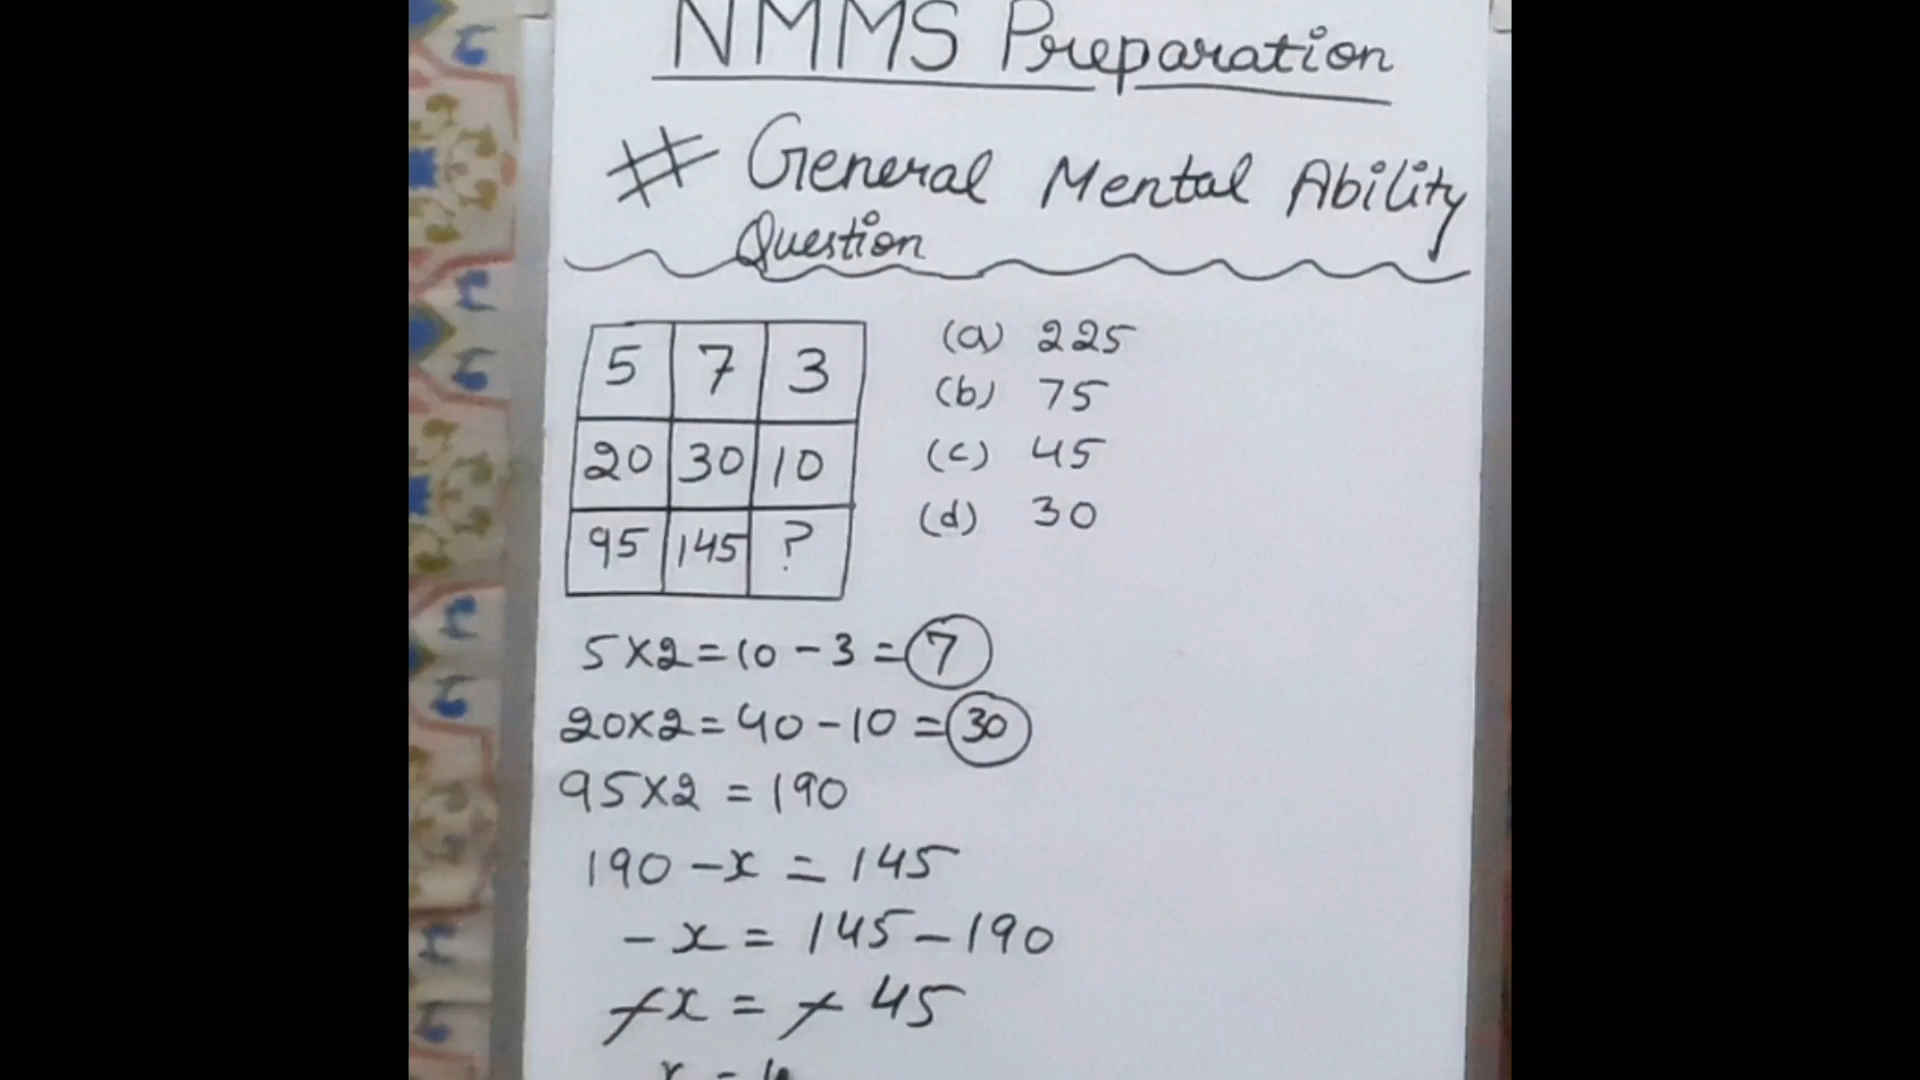 NMMS Preparation
# General Mental Ability
Question
5 7 3
20 30 10
95 145 ?
(a) 225
(b) 75
(c) 45
(d) 30
5×2=10-3=7
20×2=40-10=30
95×2=190
190-x=145
-x=145-190
-x=-45